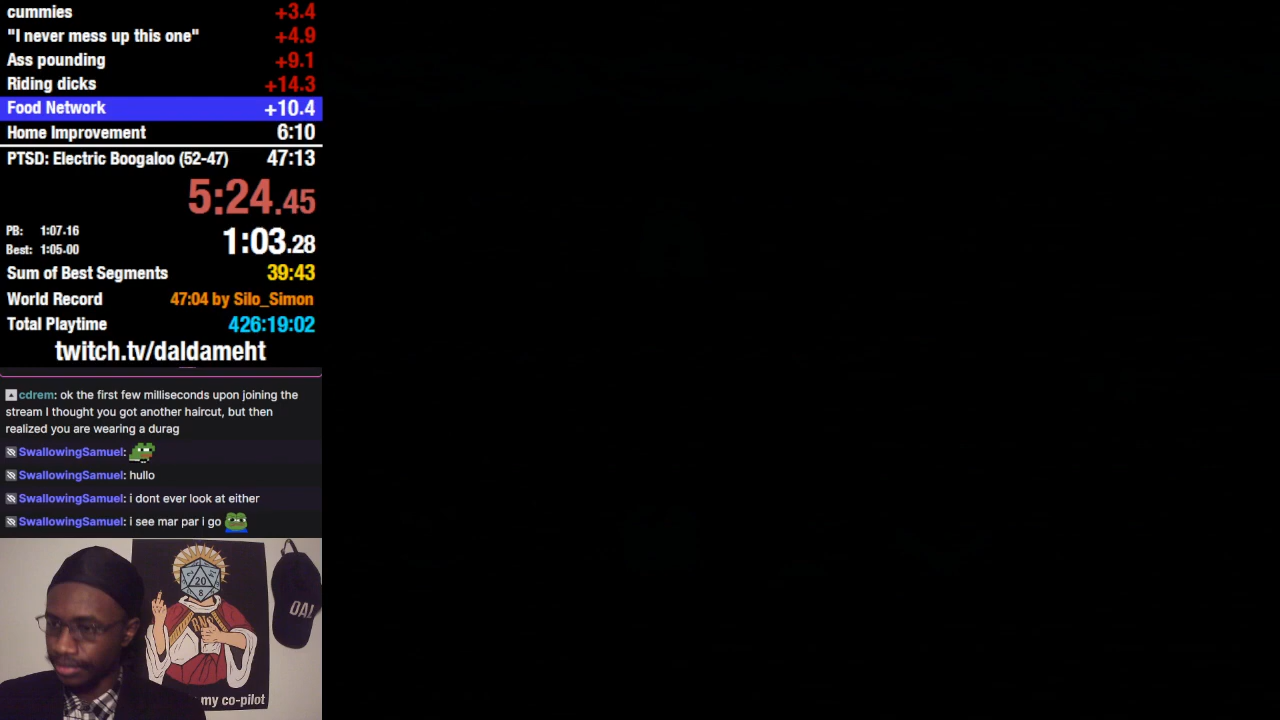 cummies +3.4
"I never mess up this one" +4.9
Ass pounding +9.1
Riding dicks +14.3
Food Network +10.4
Home Improvement 6:10
PTSD: Electric Boogaloo (52-47) 47:13
5:24.45
PB: 1:07.16
Best: 1:05.00
1:03.28
Sum of Best Segments 39:43
World Record 47:04 by Silo_Simon
Total Playtime 426:19:02
twitch.tv/daldameht
cdrem: ok the first few milliseconds upon joining the
stream I thought you got another haircut, but then
realized you are wearing a durag
SwallowingSamuel:
SwallowingSamuel: hullo
SwallowingSamuel: i dont ever look at either
SwallowingSamuel: i see mar par i go
20
8
my co-pilot